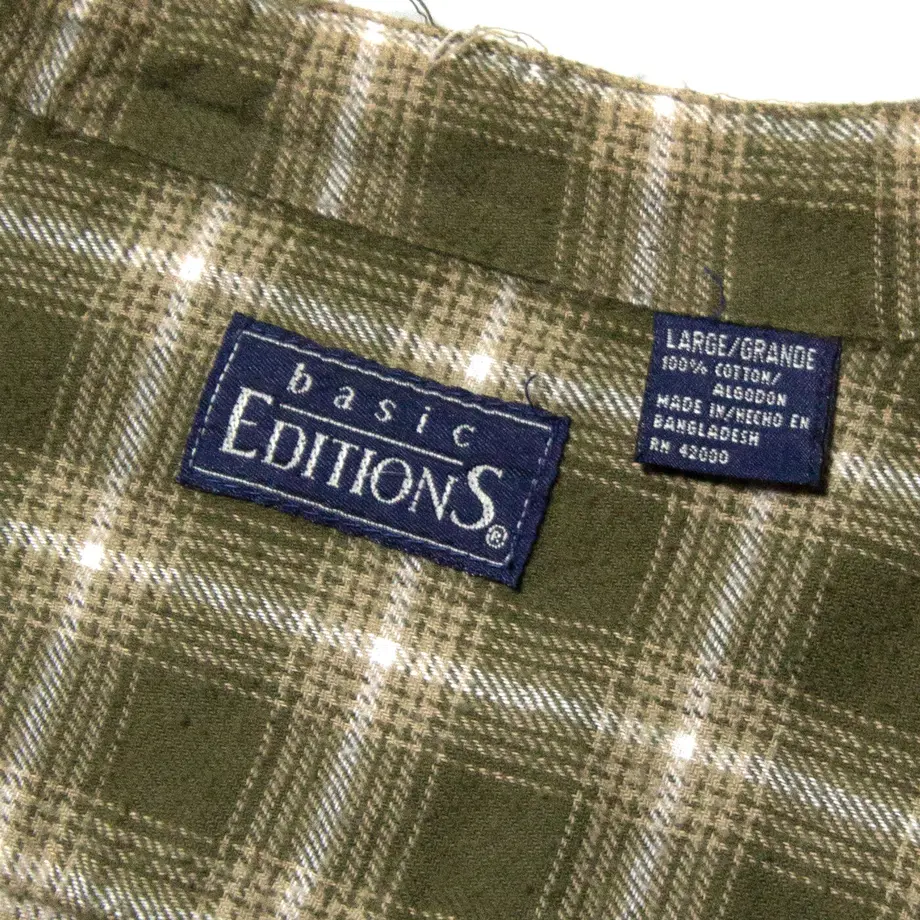 basic
EDITIONS®
LARGE/GRANDE
100% COTTON/
ALGODON
MADE IN/HECHO EN
BANGLADESH
RN 42000